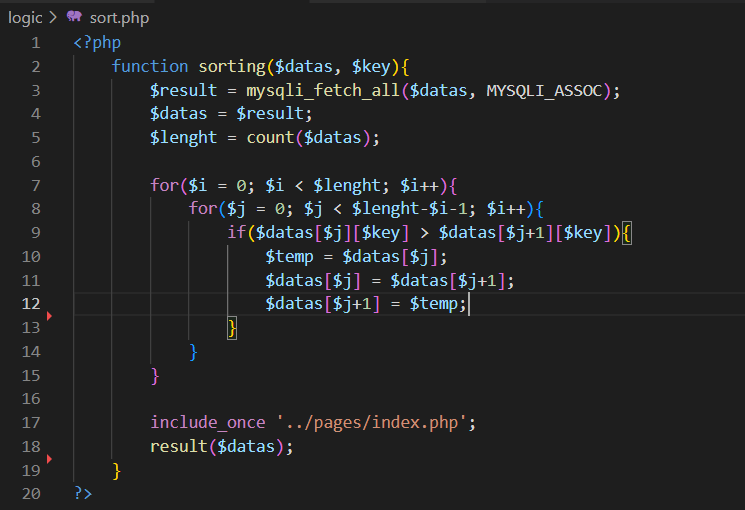 logic > sort.php
1 <?php
2 function sorting($datas, $key){
3 $result = mysqli_fetch_all($datas, MYSQLI_ASSOC);
4 $datas = $result;
5 $lenght = count($datas);
6
7 for($i = 0; $i < $lenght; $i++){
8 for($j = 0; $j < $lenght-$i-1; $i++){
9 if($datas[$j][$key] > $datas[$j+1][$key]){
10 $temp = $datas[$j];
11 $datas[$j] = $datas[$j+1];
12 $datas[$j+1] = $temp;
13 }
14 }
15 }
16
17 include_once '../pages/index.php';
18 result($datas);
19 }
20 ?>